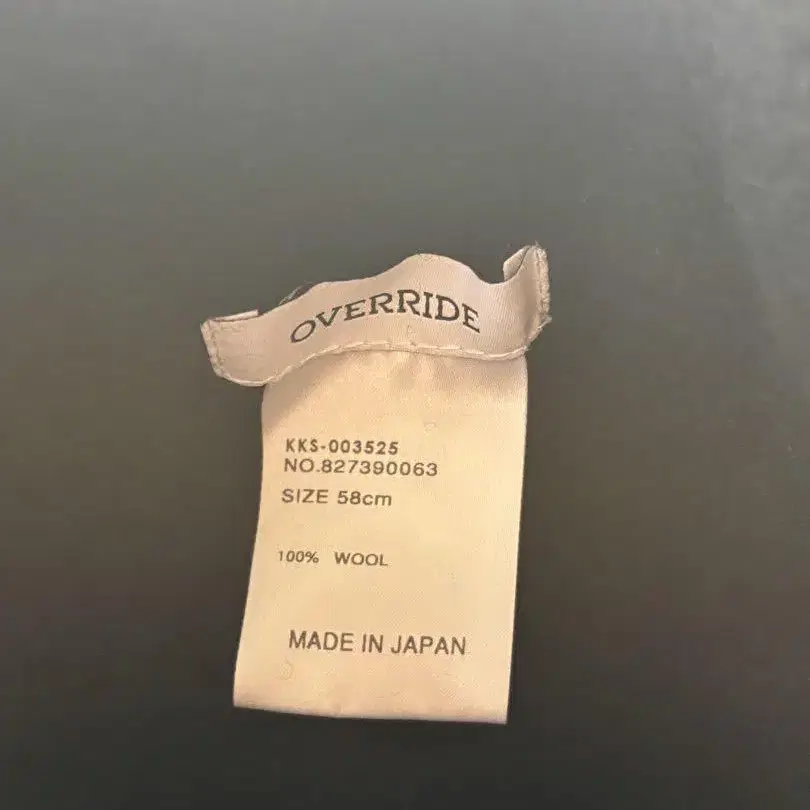 OVERRIDE
KKS-003525
NO.827390063
SIZE 58cm
100% WOOL
MADE IN JAPAN